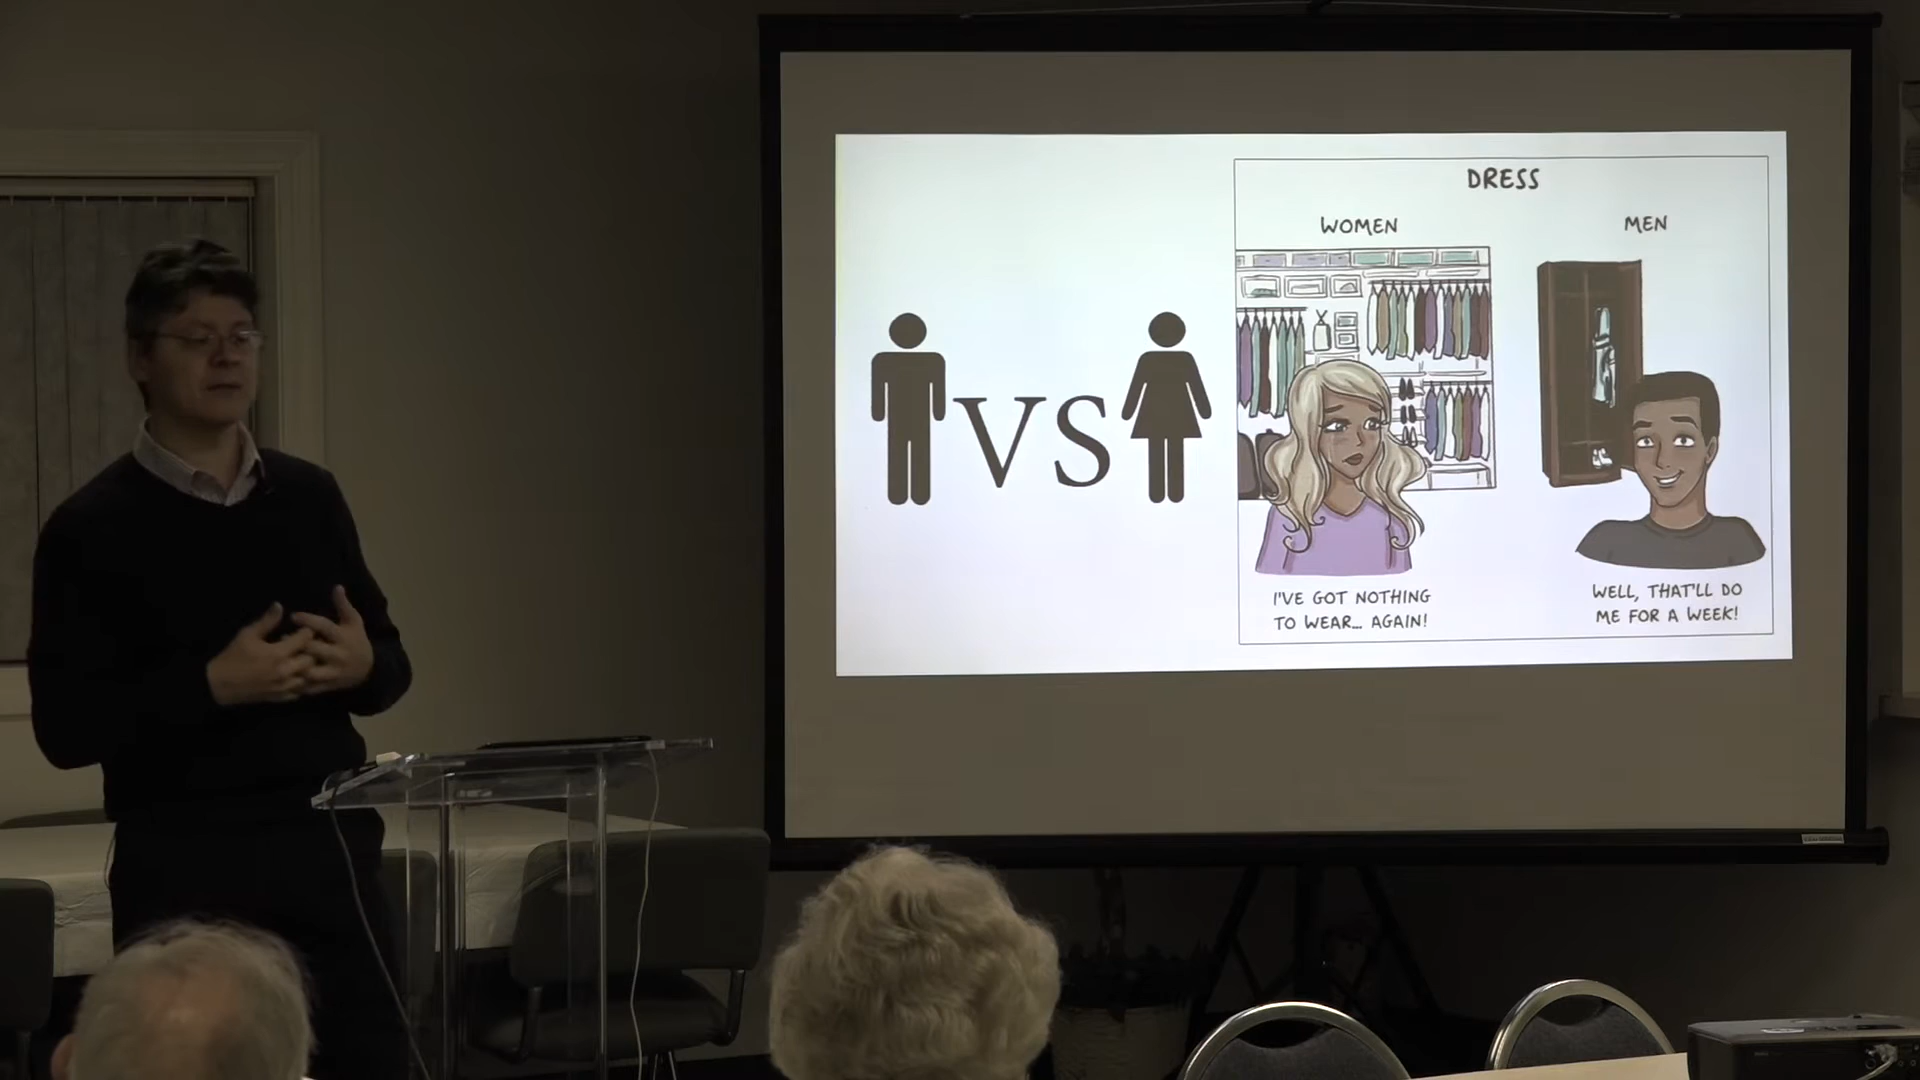 VS
DRESS
WOMEN
MEN
I'VE GOT NOTHING
TO WEAR... AGAIN!
WELL, THAT'LL DO
ME FOR A WEEK!